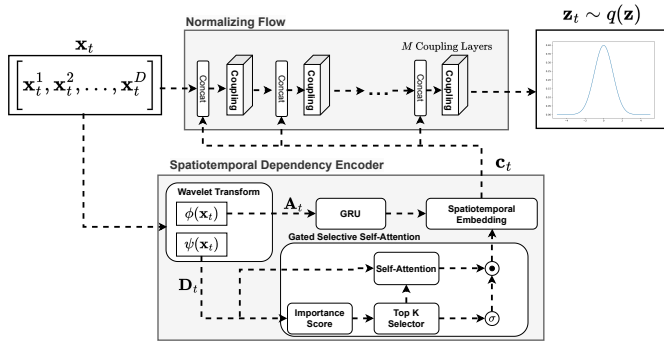 Normalizing Flow
z_t ∼ q(z)
x_t
[x_t^1, x_t^2, ..., x_t^D]
Concat
Coupling
Concat
Coupling
...
M Coupling Layers
Concat
Coupling
c_t
Spatiotemporal Dependency Encoder
Wavelet Transform
ϕ(x_t)
ψ(x_t)
A_t
GRU
Spatiotemporal
Embedding
Gated Selective Self-Attention
Self-Attention
D_t
Importance
Score
Top K
Selector
σ